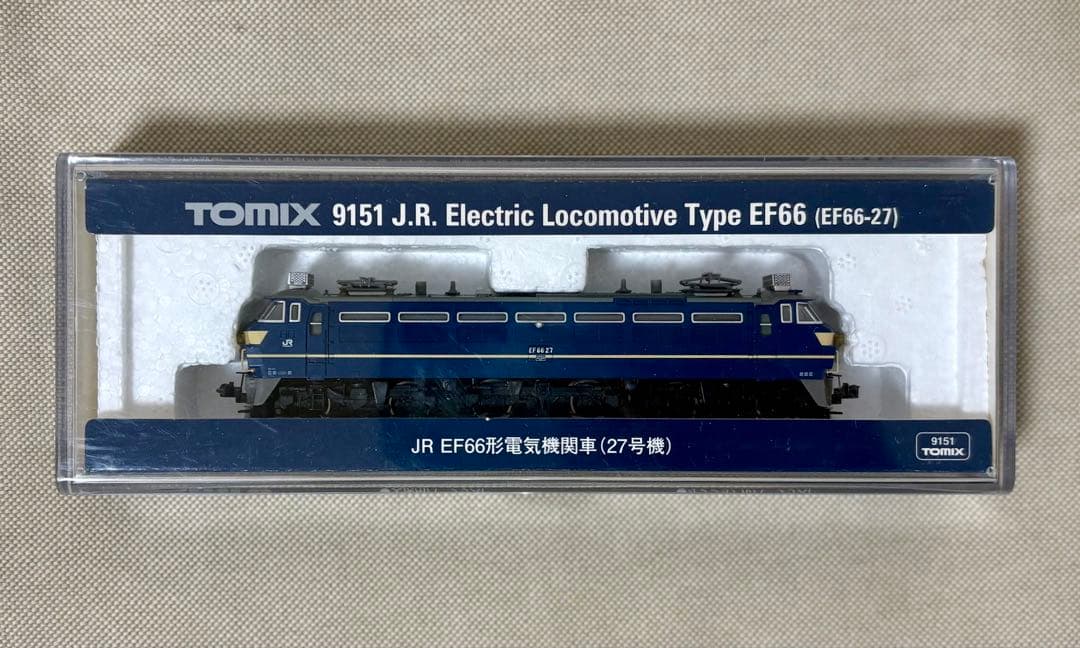 TOMIX 9151 J.R. Electric Locomotive Type EF66 (EF66-27)
JR
EF66 27
JR EF66形電気機関車(27号機)
9151
TOMIX